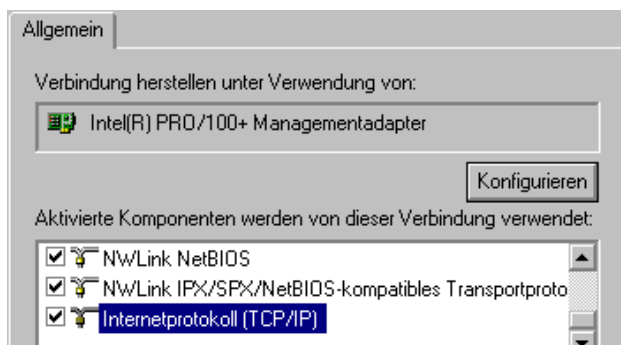 Allgemein
Verbindung herstellen unter Verwendung von:
Intel(R) PRO/100+ Managementadapter
Konfigurieren
Aktivierte Komponenten werden von dieser Verbindung verwendet:
NWLink NetBIOS
NWLink IPX/SPX/NetBIOS-kompatibles Transportproto
Internetprotokoll (TCP/IP)